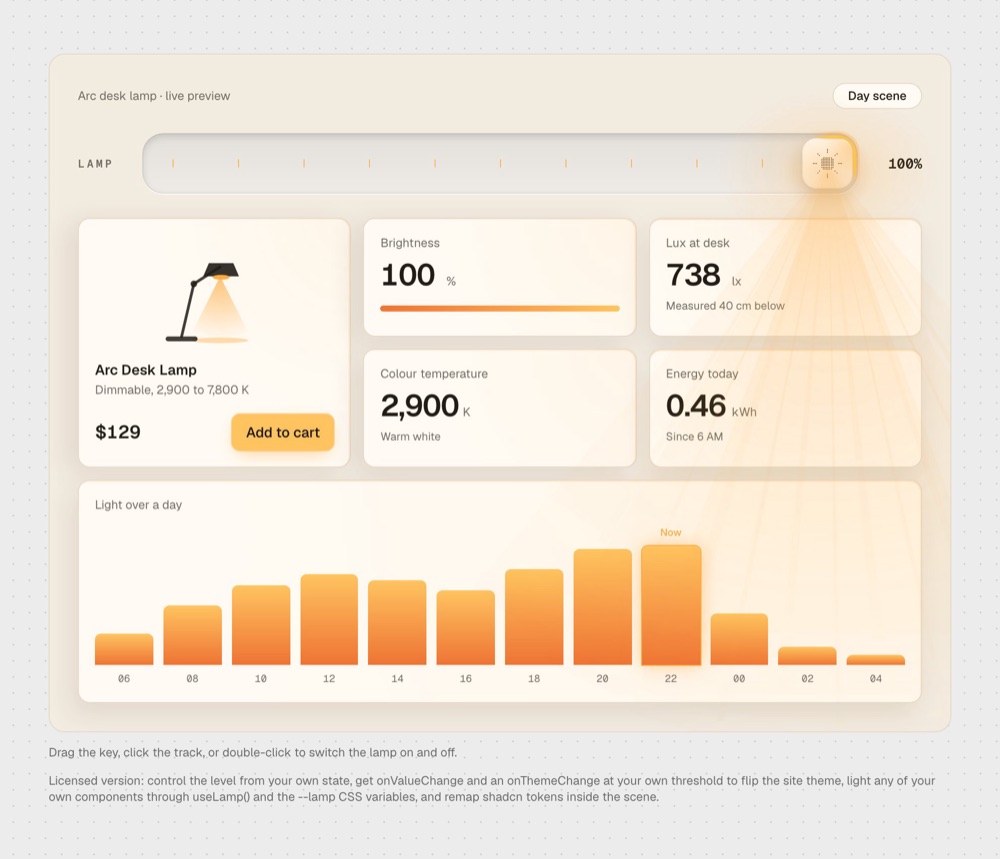 Arc desk lamp · live preview
Day scene
LAMP
100%
Arc Desk Lamp
Dimmable, 2,900 to 7,800 K
$129
Add to cart
Brightness
100 %
Lux at desk
738 lx
Measured 40 cm below
Colour temperature
2,900 K
Warm white
Energy today
0.46 kWh
Since 6 AM
Light over a day
Now
06 08 10 12 14 16 18 20 22 00 02 04
Drag the key, click the track, or double-click to switch the lamp on and off.
Licensed version: control the level from your own state, get onValueChange and an onThemeChange at your own threshold to flip the site theme, light any of your
own components through useLamp() and the --lamp CSS variables, and remap shadcn tokens inside the scene.